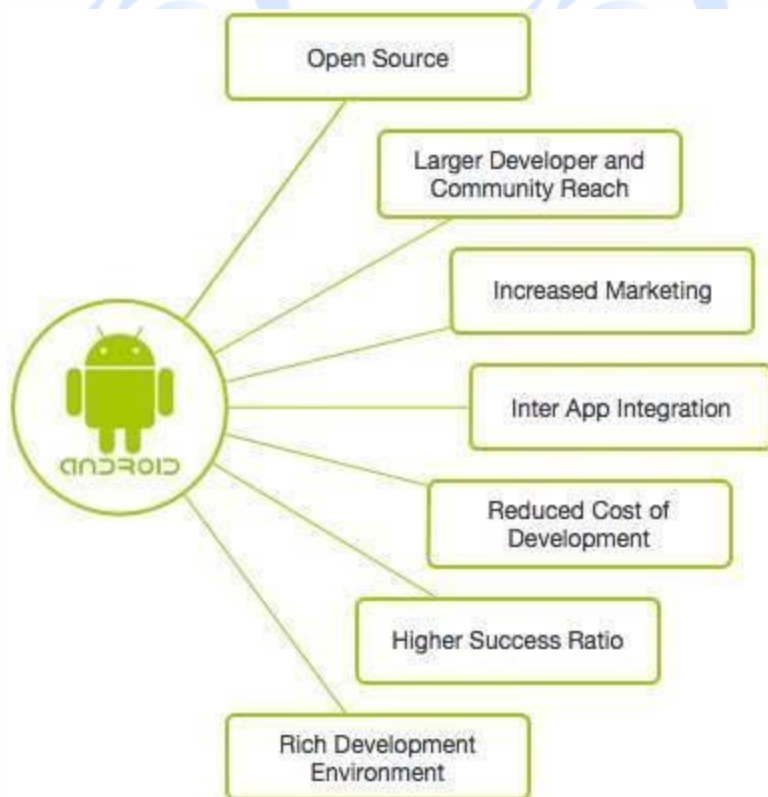 Open Source
Larger Developer and
Community Reach
Increased Marketing
Inter App Integration
ANDROID
Reduced Cost of
Development
Higher Success Ratio
Rich Development
Environment